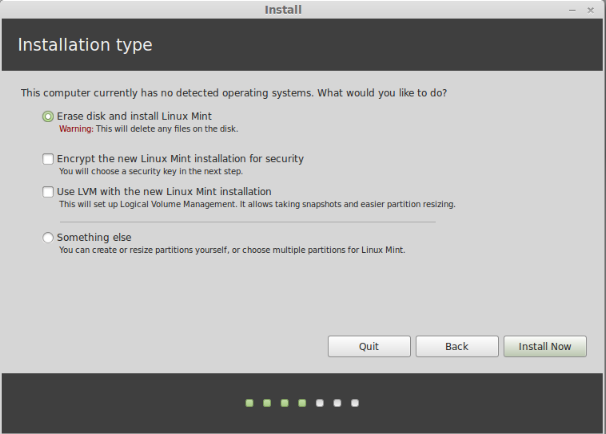 Install
Installation type
This computer currently has no detected operating systems. What would you like to do?
Erase disk and install Linux Mint
Warning: This will delete any files on the disk.
Encrypt the new Linux Mint installation for security
You will choose a security key in the next step.
Use LVM with the new Linux Mint installation
This will set up Logical Volume Management. It allows taking snapshots and easier partition resizing.
Something else
You can create or resize partitions yourself, or choose multiple partitions for Linux Mint.
Quit
Back
Install Now